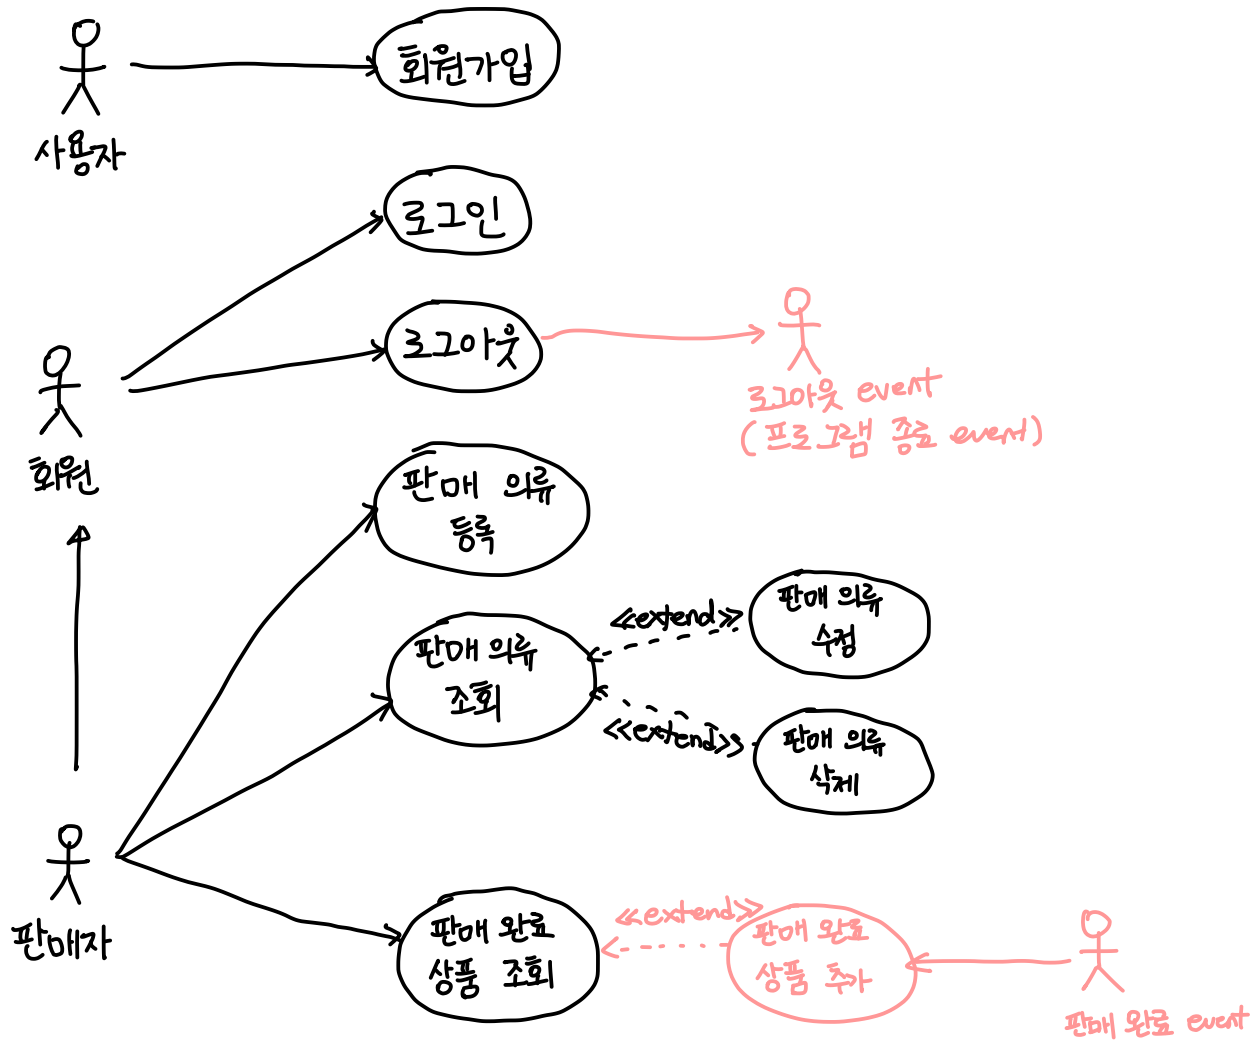 회원가입
사용자
로그인
로그아웃
로그아웃 event
(프로그램 종료 event)
회원
판매 의류
등록
<<extend>>
판매 의류
수정
판매 의류
조회
<<extend>>
판매 의류
삭제
판매자
판매 완료
상품 조회
<<extend>>
판매 완료
상품 추가
판매 완료 event